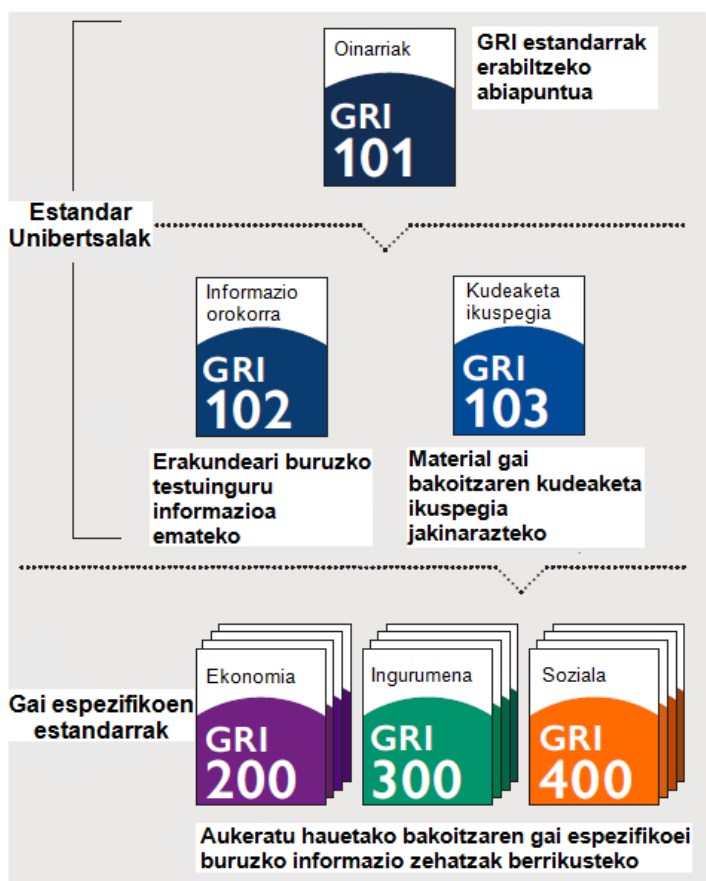 Oinarriak
GRI
101
GRI estandarrak
erabiltzeko
abiapuntua
Estandar
Unibertsalak
Informazio
orokorra
GRI
102
Erakundeari buruzko
testuinguru
informazioa
emateko
Kudeaketa
ikuspegia
GRI
103
Material gai
bakoitzaren kudeaketa
ikuspegia
jakinarazteko
Gai espezifikoen
estandarrak
Ekonomia
GRI
200
Ingurumena
GRI
300
Soziala
GRI
400
Aukeratu hauetako bakoitzaren gai espezifikoei
buruzko informazio zehatzak berrikusteko